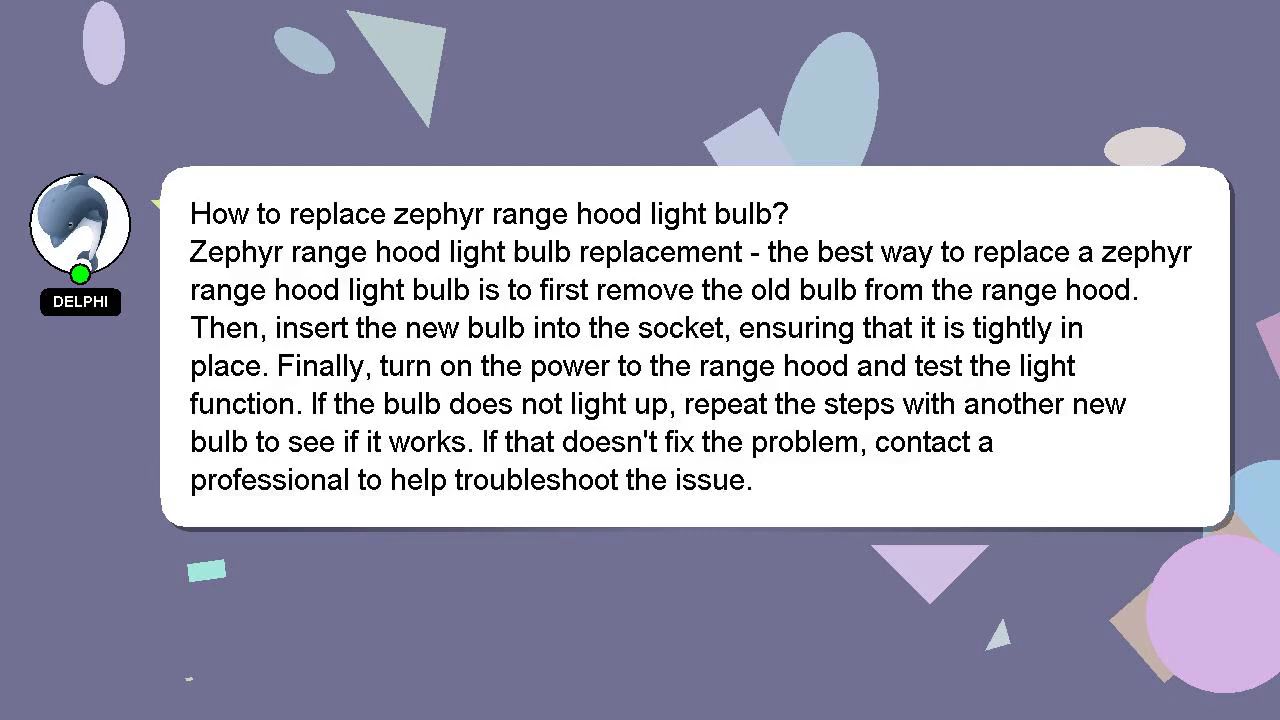 How to replace zephyr range hood light bulb?
Zephyr range hood light bulb replacement - the best way to replace a zephyr
range hood light bulb is to first remove the old bulb from the range hood.
Then, insert the new bulb into the socket, ensuring that it is tightly in
place. Finally, turn on the power to the range hood and test the light
function. If the bulb does not light up, repeat the steps with another new
bulb to see if it works. If that doesn't fix the problem, contact a
professional to help troubleshoot the issue.
DELPHI